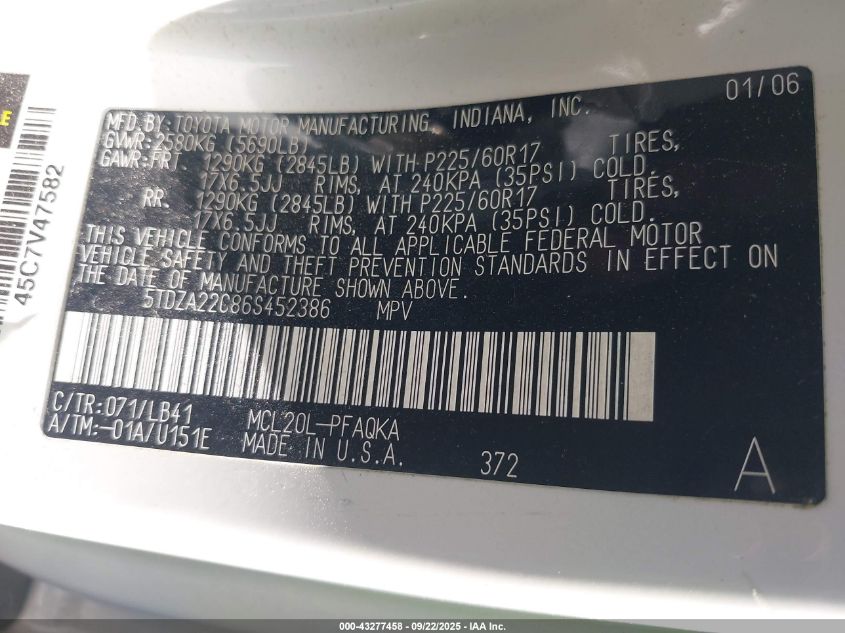 01/06
MFD.BY: TOYOTA MOTOR MANUFACTURING, INDIANA, INC.
GVWR: 2580KG (5690LB)
GAWR: FRT. 1290KG (2845LB) WITH P225/60R17 TIRES,
17X6.5JJ RIMS, AT 240KPA (35PSI) COLD.
RR. 1290KG (2845LB) WITH P225/60R17 TIRES,
17X6.5JJ RIMS, AT 240KPA (35PSI) COLD.
THIS VEHICLE CONFORMS TO ALL APPLICABLE FEDERAL MOTOR
VEHICLE SAFETY AND THEFT PREVENTION STANDARDS IN EFFECT ON
THE DATE OF MANUFACTURE SHOWN ABOVE.
5TDZA22C86S452386 MPV
C/TR: 071/LB41 MCL20L-PFAQKA
A/TM: -01A/U151E MADE IN U.S.A. 372
A
45C7V47582
000-43277458 - 09/22/2025 - IAA Inc.